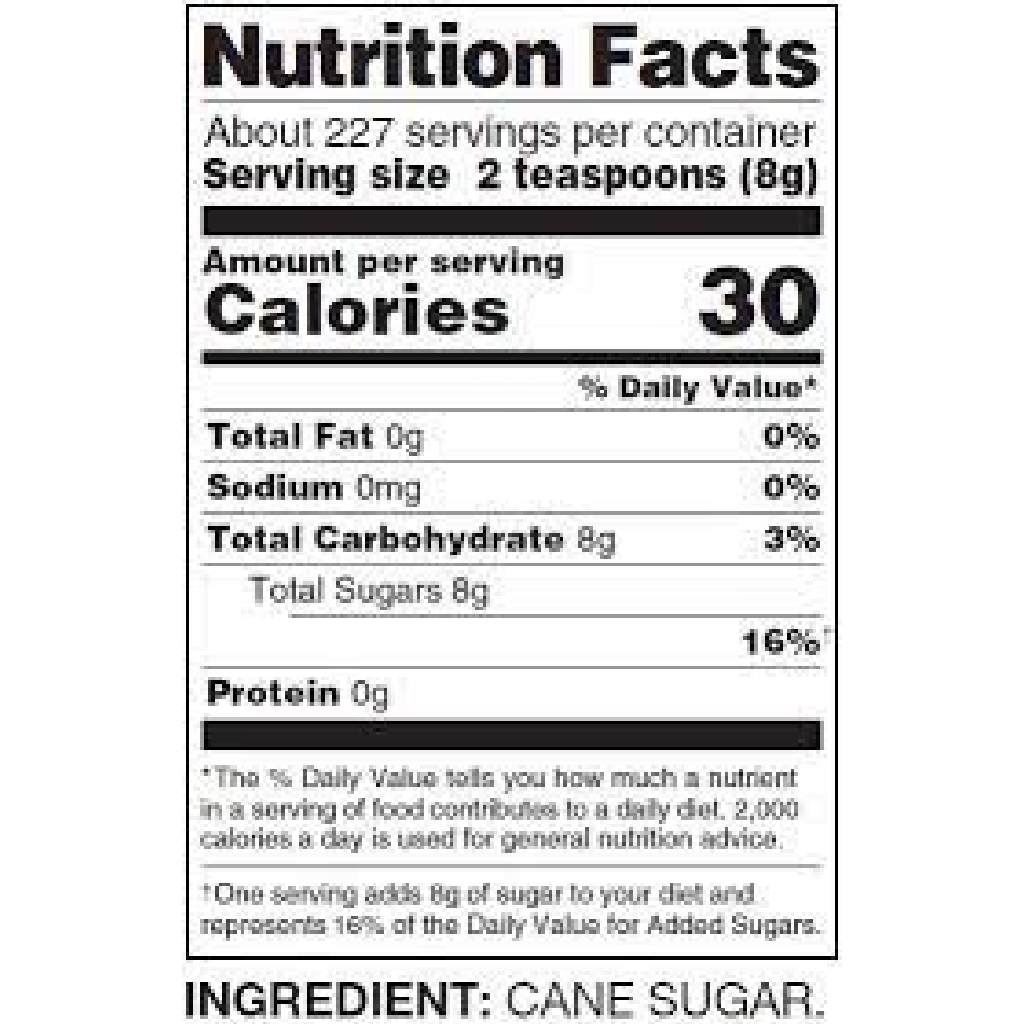 Nutrition Facts
About 227 servings per container
Serving size 2 teaspoons (8g)
Amount per serving
Calories 30
% Daily Value*
Total Fat 0g 0%
Sodium 0mg 0%
Total Carbohydrate 8g 3%
Total Sugars 8g
16%†
Protein 0g
*The % Daily Value tells you how much a nutrient
in a serving of food contributes to a daily diet. 2,000
calories a day is used for general nutrition advice.
†One serving adds 8g of sugar to your diet and
represents 16% of the Daily Value for Added Sugars.
INGREDIENT: CANE SUGAR.